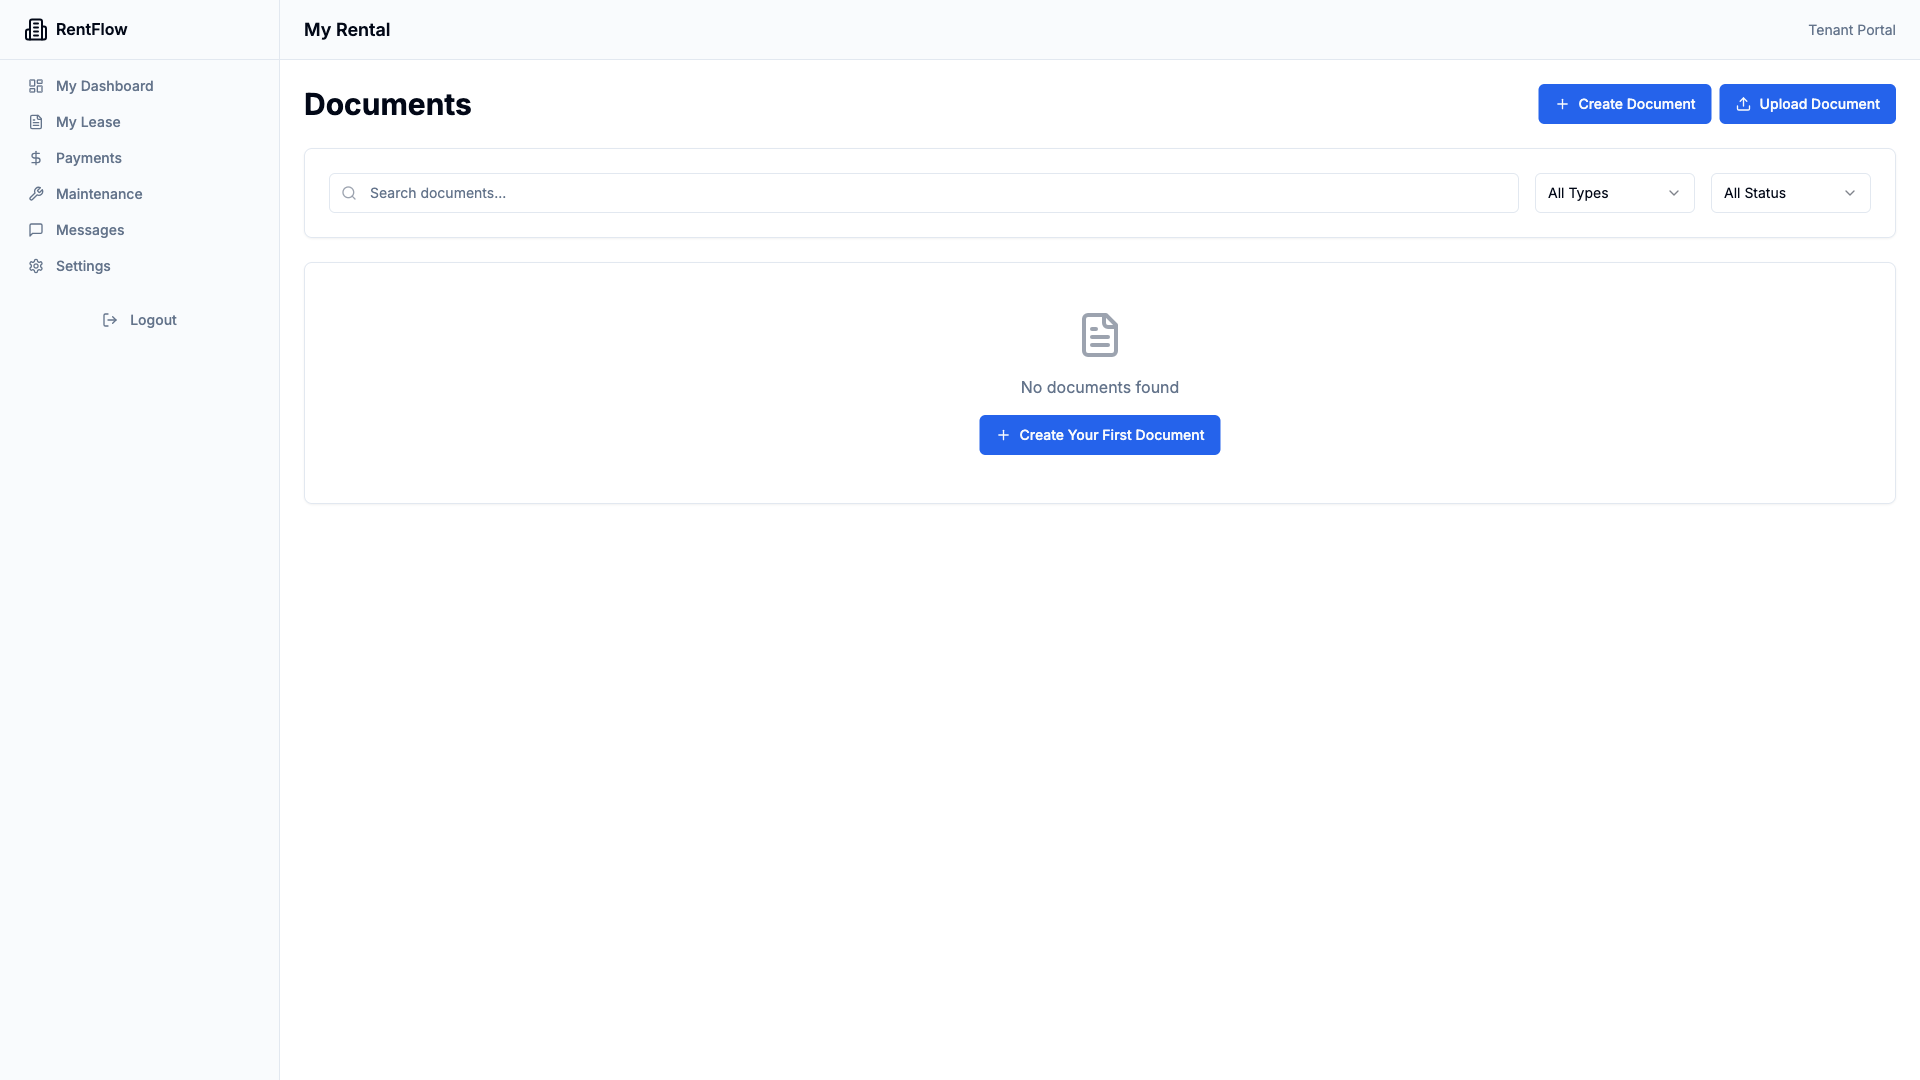 RentFlow
My Dashboard
My Lease
Payments
Maintenance
Messages
Settings
Logout
My Rental
Tenant Portal
Documents
Create Document
Upload Document
Search documents...
All Types
All Status
No documents found
Create Your First Document